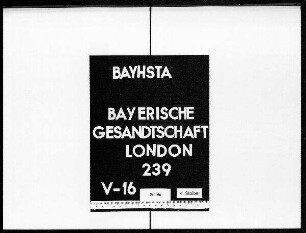 BAYHSTA
BAYERISCHE
GESANDTSCHAFT
LONDON
239
V-16